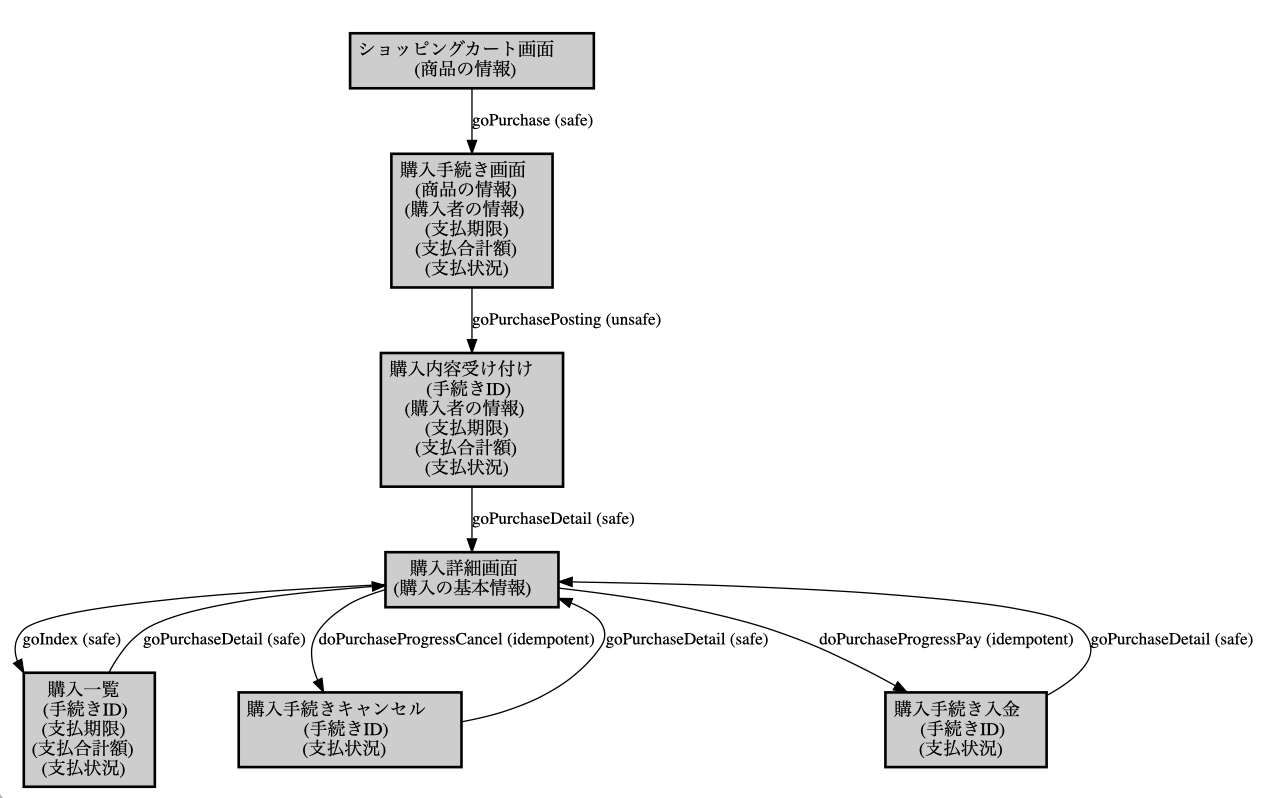 ショッピングカート画面
(商品の情報)
goPurchase (safe)
購入手続き画面
(商品の情報)
(購入者の情報)
(支払期限)
(支払合計額)
(支払状況)
goPurchasePosting (unsafe)
購入内容受け付け
(手続きID)
(購入者の情報)
(支払期限)
(支払合計額)
(支払状況)
goPurchaseDetail (safe)
購入詳細画面
(購入の基本情報)
goIndex (safe)
goPurchaseDetail (safe)
doPurchaseProgressCancel (idempotent)
goPurchaseDetail (safe)
doPurchaseProgressPay (idempotent)
goPurchaseDetail (safe)
購入一覧
(手続きID)
(支払期限)
(支払合計額)
(支払状況)
購入手続きキャンセル
(手続きID)
(支払状況)
購入手続き入金
(手続きID)
(支払状況)